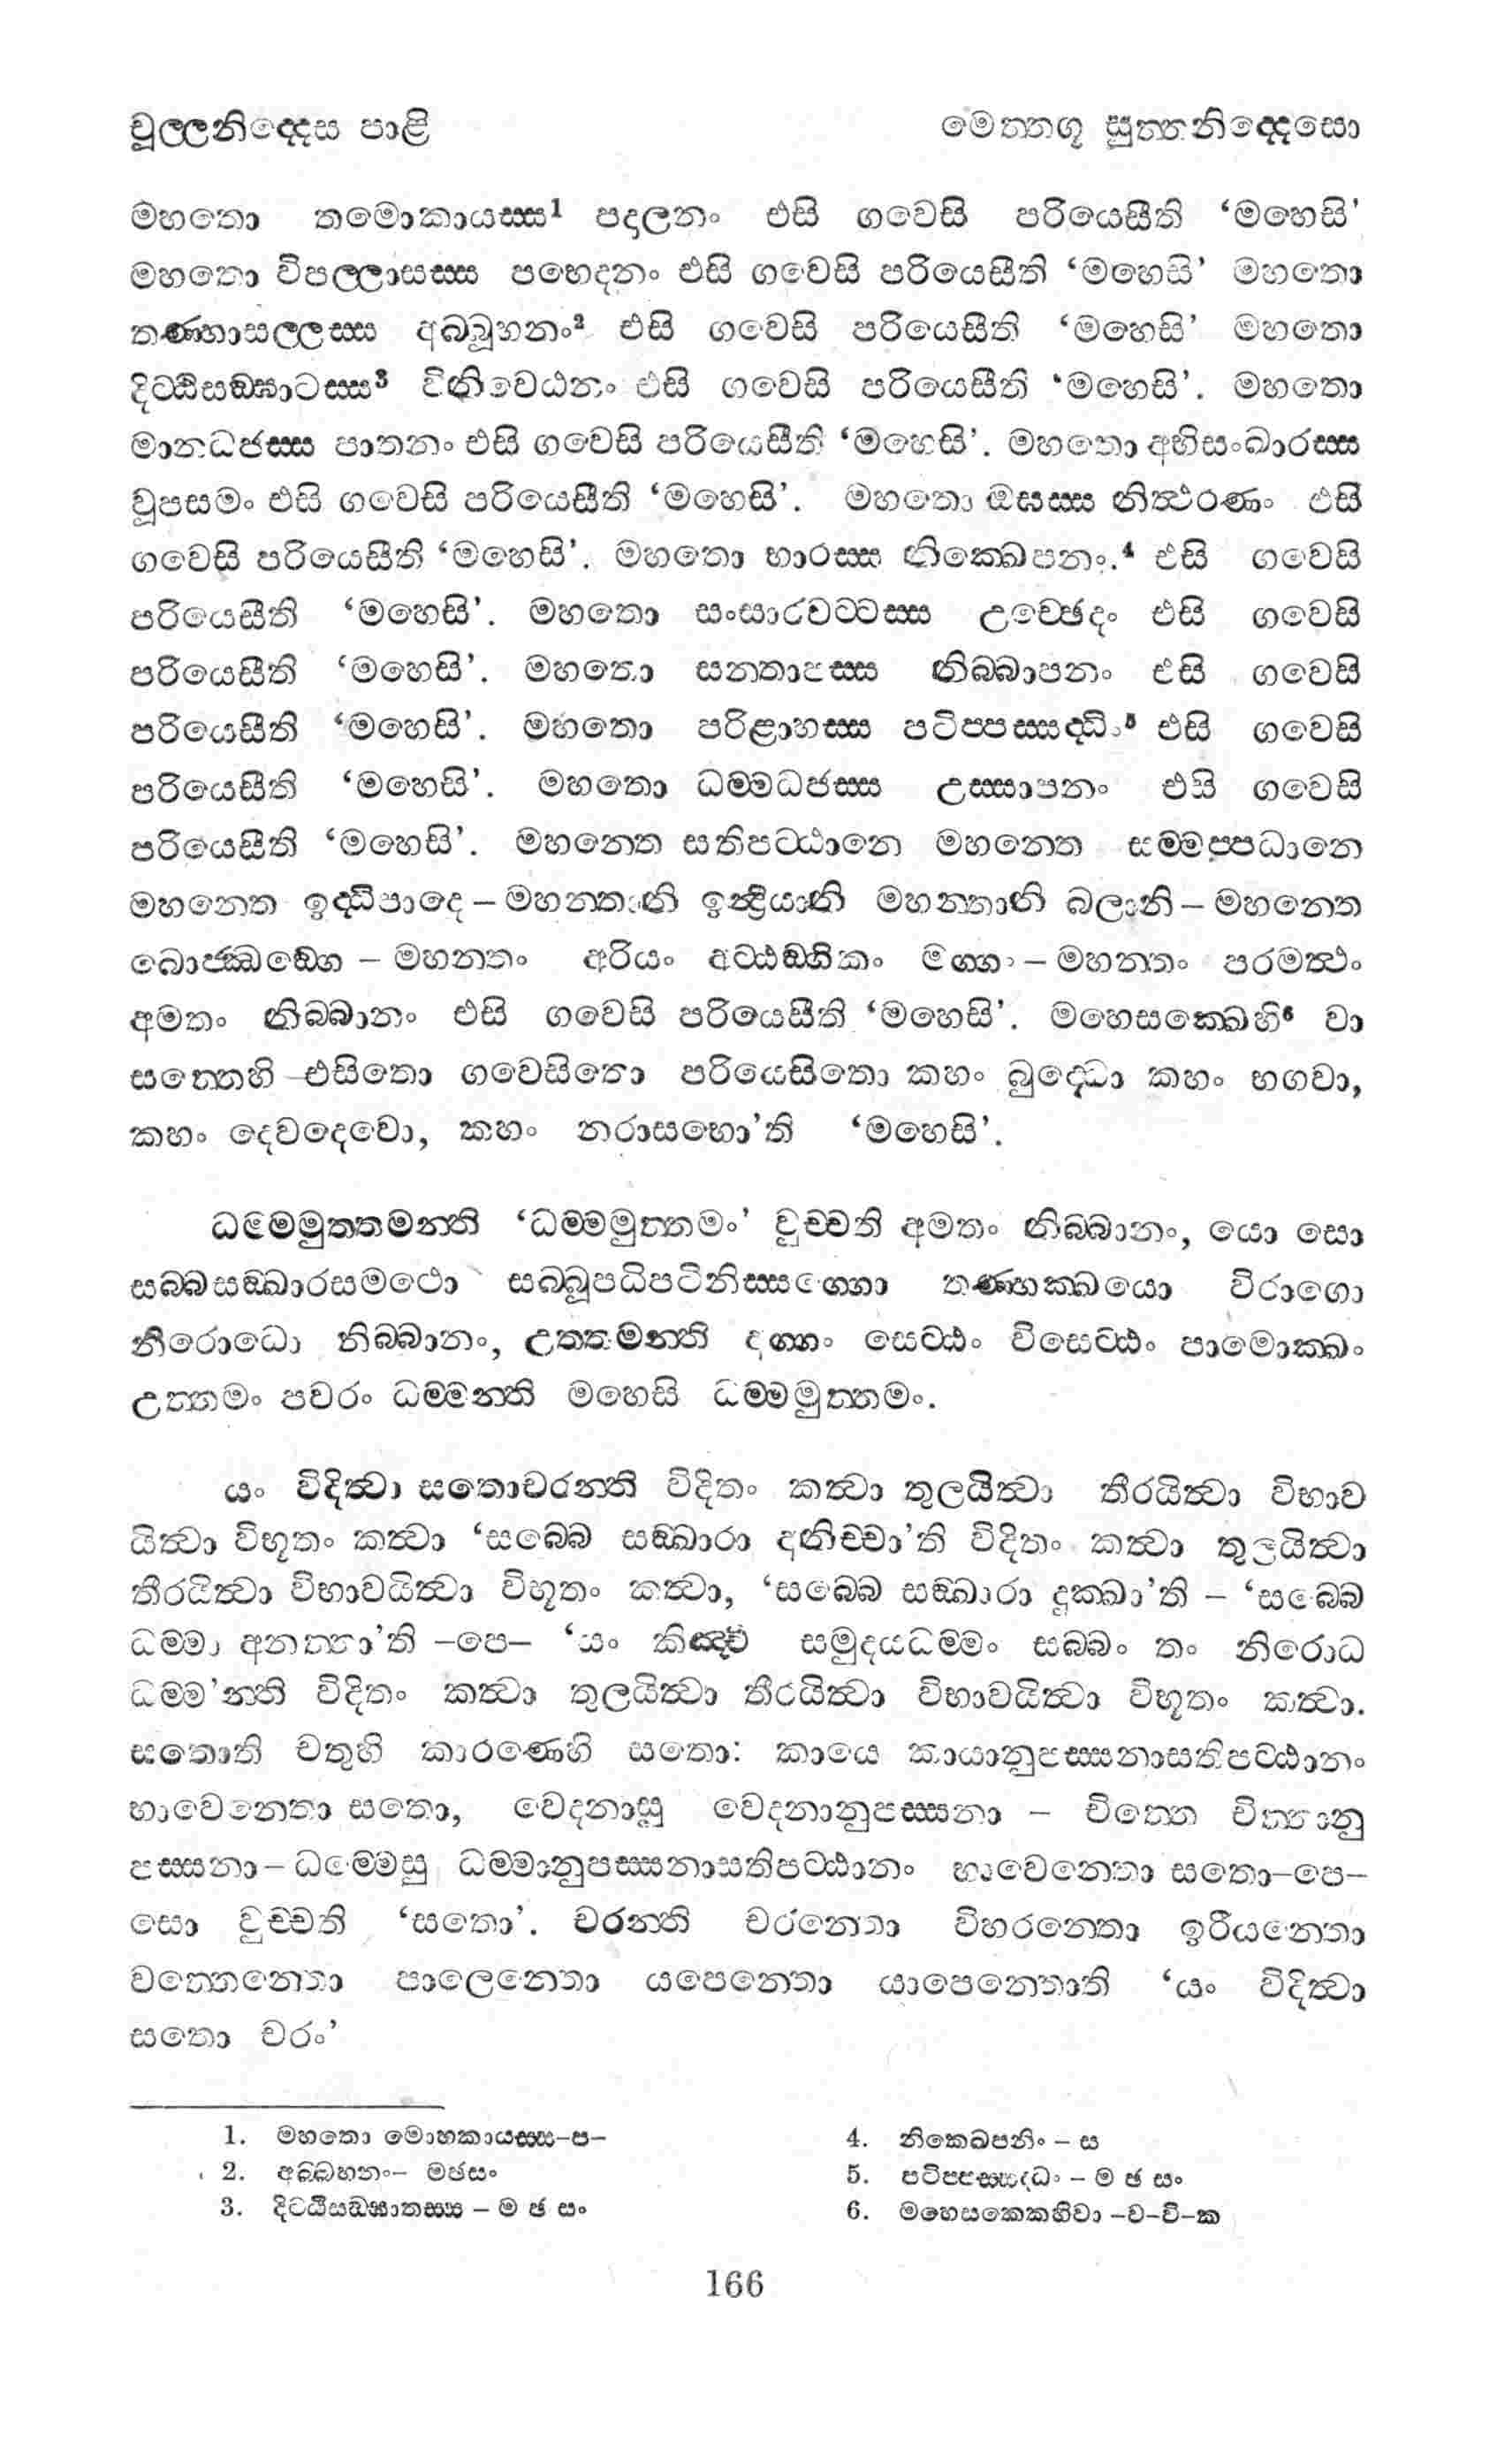 චූල්ලනිද්දෙස පාළි
මෙත්තගූ සුත්තනිද්දෙසො
මහතො තමොකායස්ස¹ පදාලනං එසි ගවෙසි පරියෙසීති ‘මහෙසි’
මහතො විපල්ලාසස්ස පභෙදනං එසි ගවෙසි පරියෙසීති ‘මහෙසි’ මහතො
තණ්හාසල්ලස්ස අබ්බූහනං² එසි ගවෙසි පරියෙසීති ‘මහෙසි’ මහතො
දිට්ඨිසඞ්ඝාටස්ස³ විනිවෙඨනං එසි ගවෙසි පරියෙසීති ‘මහෙසි’. මහතො
මානධජස්ස පාතනං එසි ගවෙසි පරියෙසීති ‘මහෙසි’. මහතො අභිසංඛාරස්ස
වූපසමං එසි ගවෙසි පරියෙසීති ‘මහෙසි’. මහතො ඔඝස්ස නිත්ථරණං එසි
ගවෙසි පරියෙසීති ‘මහෙසි’. මහතො භාරස්ස නික්ඛෙපනං.⁴ එසි ගවෙසි
පරියෙසීති ‘මහෙසි’. මහතො සංසාරවට්ටස්ස උච්ඡෙදං එසි ගවෙසි
පරියෙසීති ‘මහෙසි’. මහතො සන්තාපස්ස නිබ්බාපනං එසි ගවෙසි
පරියෙසීති ‘මහෙසි’. මහතො පරිළාහස්ස පටිප්පස්සද්ධිං⁵ එසි ගවෙසි
පරියෙසීති ‘මහෙසි’. මහතො ධම්මධජස්ස උස්සාපනං එසි ගවෙසි
පරියෙසීති ‘මහෙසි’. මහන්තෙ සතිපට්ඨානෙ මහන්තෙ සම්මප්පධානෙ
මහන්තෙ ඉද්ධිපාදෙ – මහන්තානි ඉන්ද්‍රියානි මහන්තානි බලානි – මහන්තෙ
බොජ්ඣඞ්ගෙ – මහන්තං අරියං අට්ඨඞ්ගිකං මග්ගං – මහන්තං පරමත්ථං
අමතං නිබ්බානං එසි ගවෙසි පරියෙසීති ‘මහෙසි’. මහෙසක්ඛෙහි⁶ වා
සත්තෙහි එසිතො ගවෙසිතො පරියෙසිතො කහං බුද්ධො කහං භගවා,
කහං දෙවදෙවො, කහං නරාසභො’ති ‘මහෙසි’.
ධම්මෙමුත්තමන්ති ‘ධම්මමුත්තමං’ වුච්චති අමතං නිබ්බානං, යො සො
සබ්බසඞ්ඛාරසමථො සබ්බූපධිපටිනිස්සග්ගො තණ්හක්ඛයො විරාගො
නිරොධො නිබ්බානං, උත්තමන්ති අග්ගං සෙට්ඨං විසෙට්ඨං පාමොක්ඛං
උත්තමං පවරං ධම්මන්ති මහෙසි ධම්මමුත්තමං.
යං විදිත්වා සතොචරන්ති විදිතං කත්වා තුලයිත්වා තීරයිත්වා විභාව
යිත්වා විභූතං කත්වා ‘සබ්බෙ සඞ්ඛාරා අනිච්චා’ති විදිතං කත්වා තුලයිත්වා
තීරයිත්වා විභාවයිත්වා විභූතං කත්වා, ‘සබ්බෙ සඞ්ඛාරා දුක්ඛා’ති – ‘සබ්බෙ
ධම්මා අනත්තා’ති –පෙ– ‘යං කිඤ්චි සමුදයධම්මං සබ්බං තං නිරොධ
ධම්ම’න්ති විදිතං කත්වා තුලයිත්වා තීරයිත්වා විභාවයිත්වා විභූතං කත්වා.
සතොති චතුහි කාරණෙහි සතො: කායෙ කායානුපස්සනාසතිපට්ඨානං
භාවෙන්තො සතො, වෙදනාසු වෙදනානුපස්සනා – චිත්තෙ චිත්තානු
පස්සනා – ධම්මෙසු ධම්මානුපස්සනාසතිපට්ඨානං භාවෙන්තො සතො–පෙ–
සො වුච්චති ‘සතො’. චරන්ති චරන්තො විහරන්තො ඉරියන්තො
වත්තෙන්තො පාලෙන්තො යපෙන්තො යාපෙන්තොති ‘යං විදිත්වා
සතො චරං’
1. මහතො මොහකායස්ස–ප–
2. අබ්බහනං– මඡසං
3. දිට්ඨිසඞ්ඝාතස්ස – ම ඡ සං
4. නික්ඛෙපනිං – ස
5. පටිප්පස්සද්ධං – ම ඡ සං
6. මහෙසක්කෙහිවා –ව–වි–ක
166